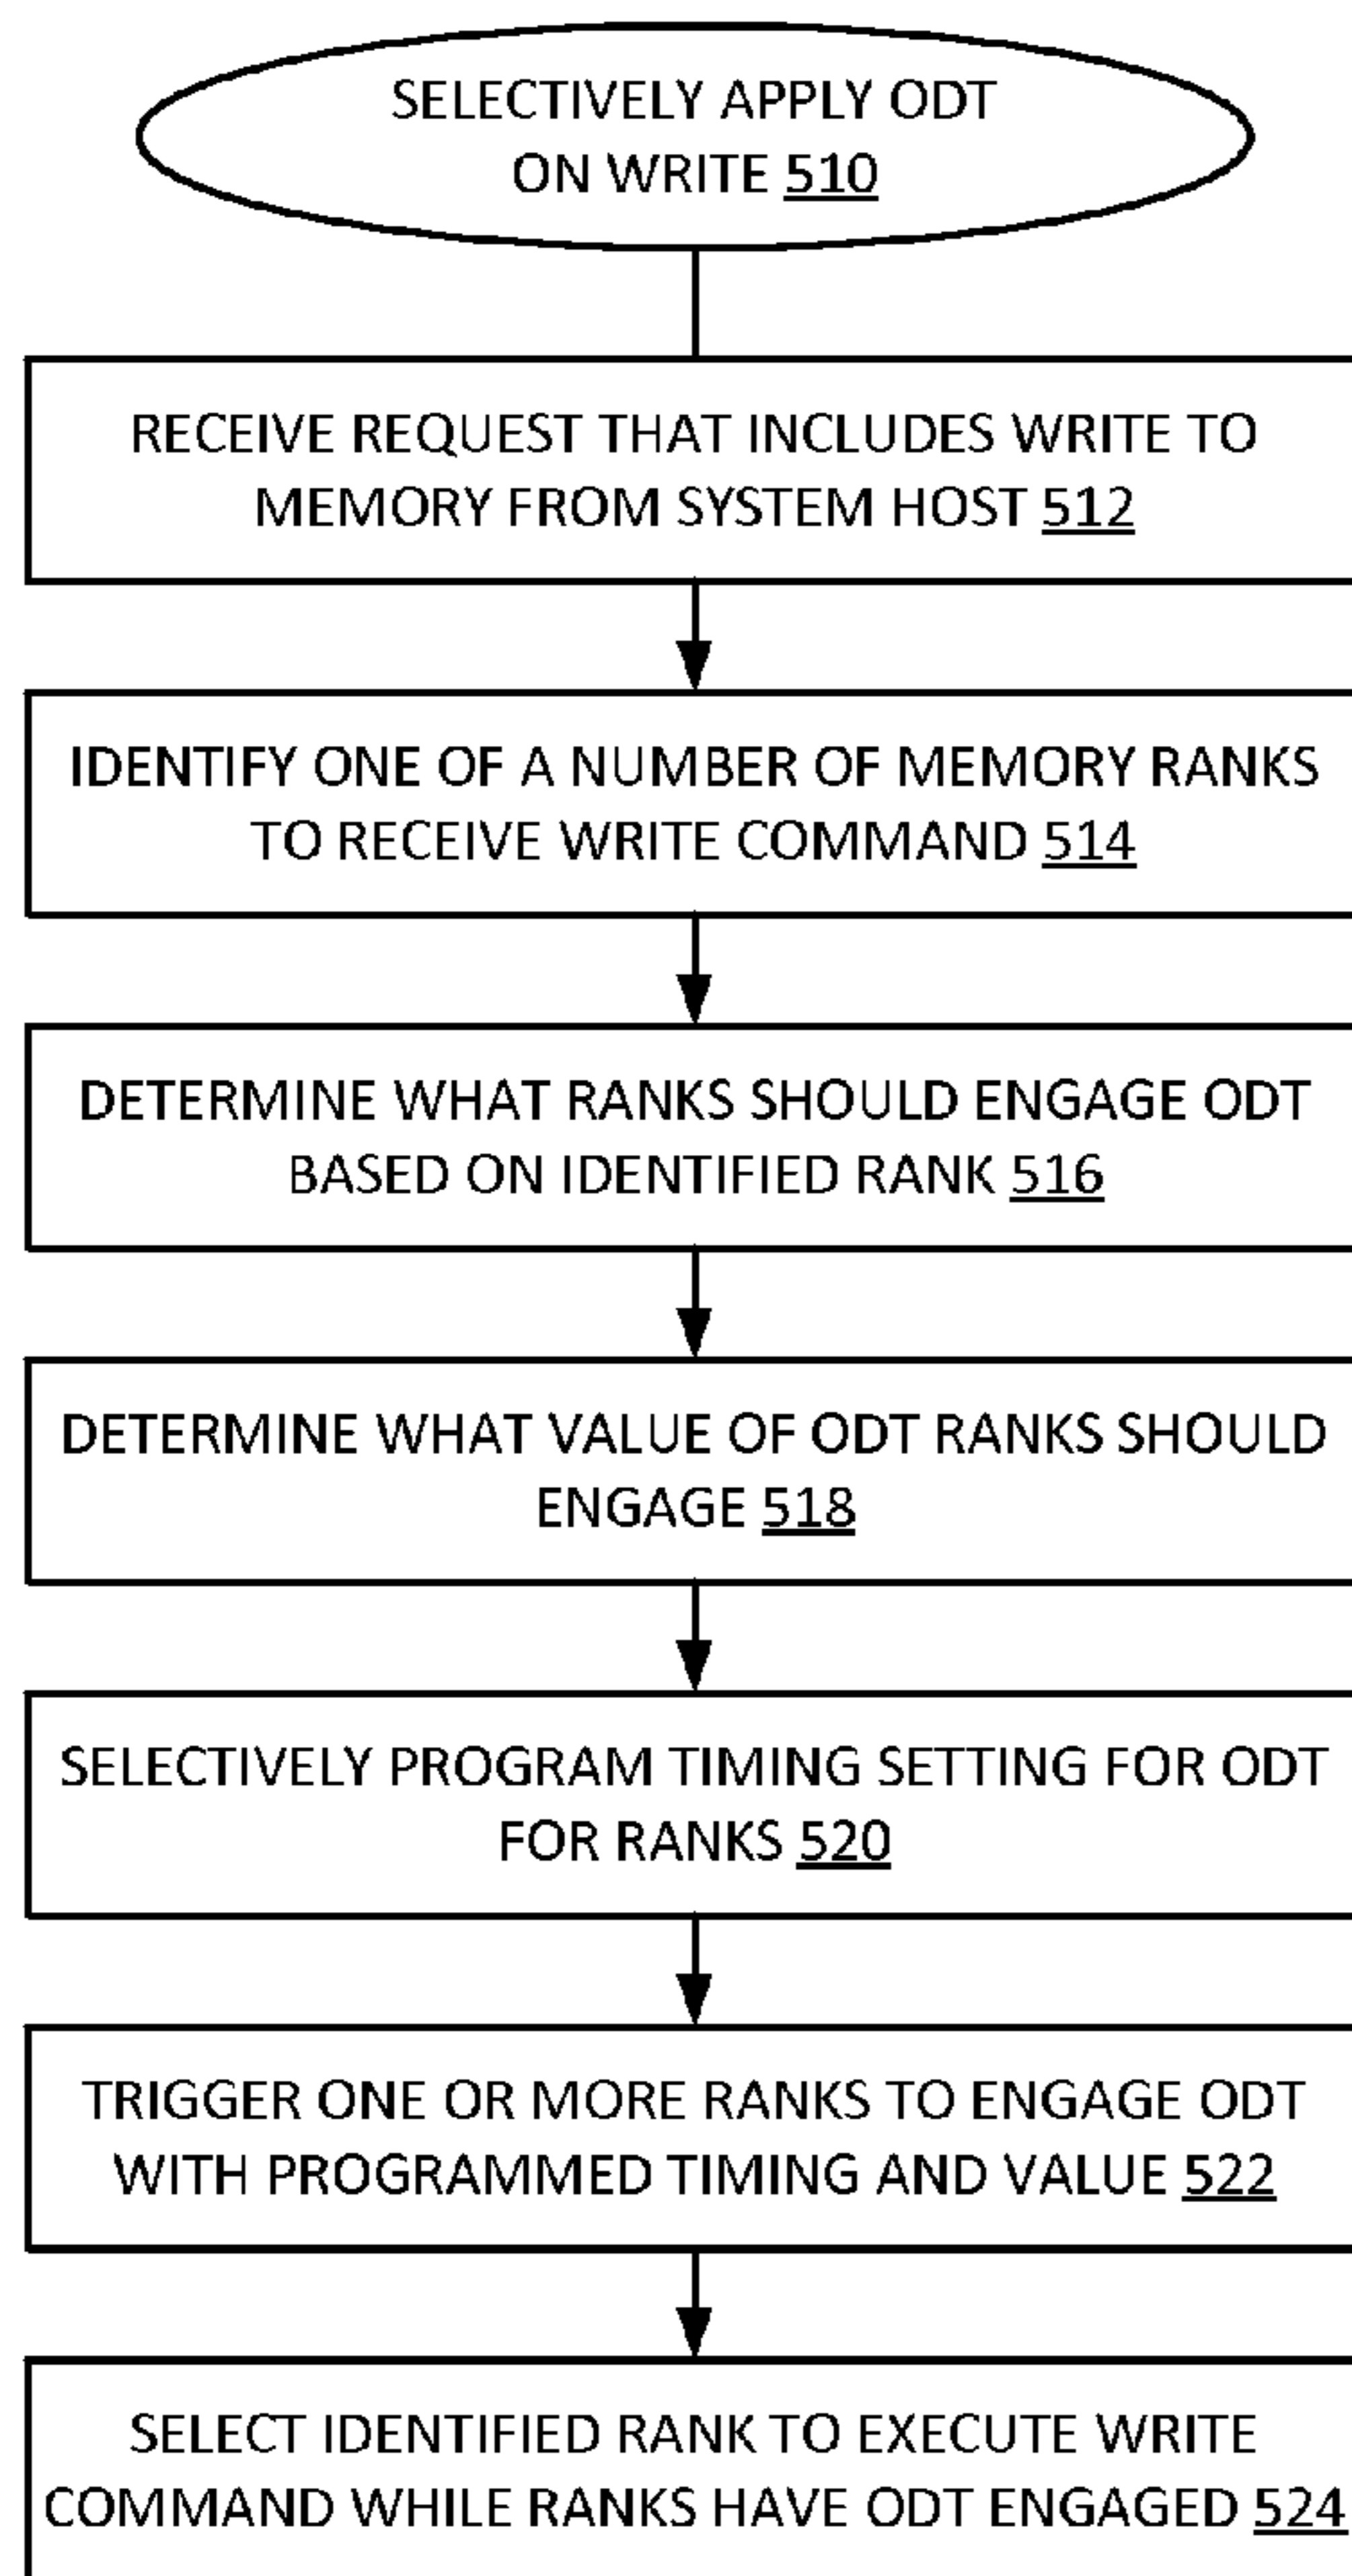 SELECTIVELY APPLY ODT
ON WRITE 510
RECEIVE REQUEST THAT INCLUDES WRITE TO
MEMORY FROM SYSTEM HOST 512
IDENTIFY ONE OF A NUMBER OF MEMORY RANKS
TO RECEIVE WRITE COMMAND 514
DETERMINE WHAT RANKS SHOULD ENGAGE ODT
BASED ON IDENTIFIED RANK 516
DETERMINE WHAT VALUE OF ODT RANKS SHOULD
ENGAGE 518
SELECTIVELY PROGRAM TIMING SETTING FOR ODT
FOR RANKS 520
TRIGGER ONE OR MORE RANKS TO ENGAGE ODT
WITH PROGRAMMED TIMING AND VALUE 522
SELECT IDENTIFIED RANK TO EXECUTE WRITE
COMMAND WHILE RANKS HAVE ODT ENGAGED 524